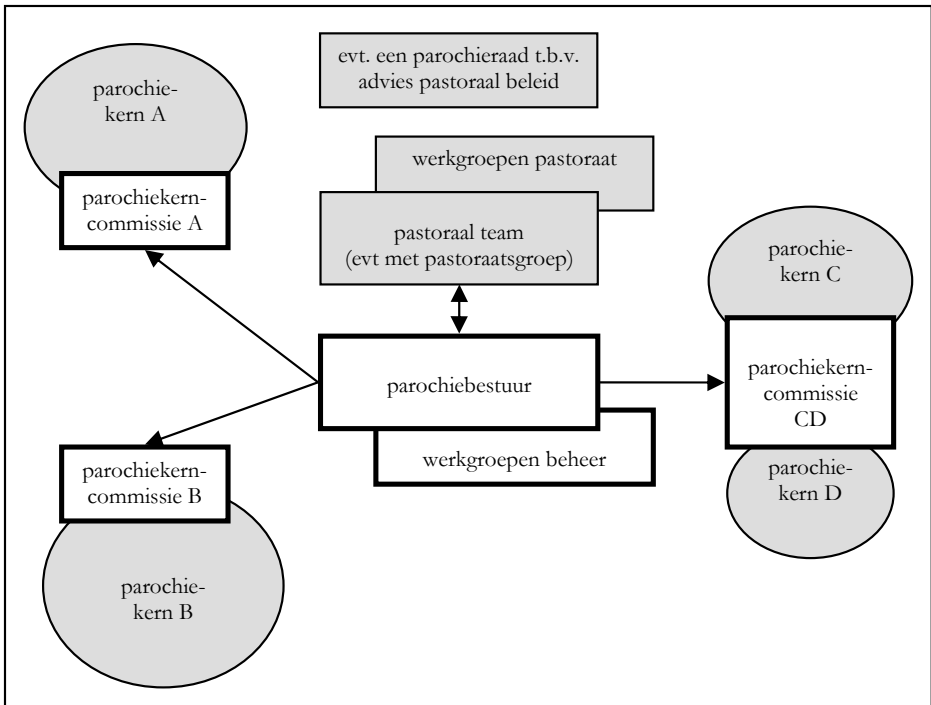 parochie-
kern A
parochiekern-
commissie A
evt. een parochieraad t.b.v.
advies pastoraal beleid
werkgroepen pastoraat
pastoraal team
(evt met pastoraatsgroep)
parochiebestuur
werkgroepen beheer
parochiekern-
commissie B
parochie-
kern B
parochie-
kern C
parochiekern-
commissie
CD
parochie-
kern D